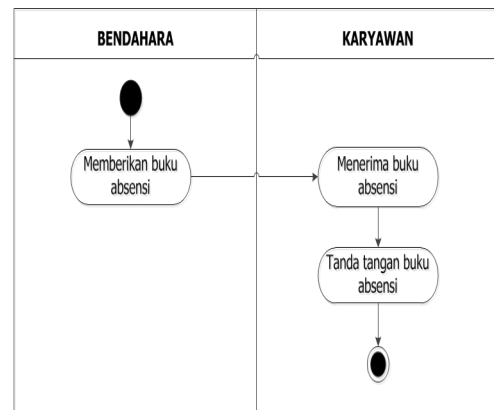 BENDAHARA
KARYAWAN
Memberikan buku
absensi
Menerima buku
absensi
Tanda tangan buku
absensi